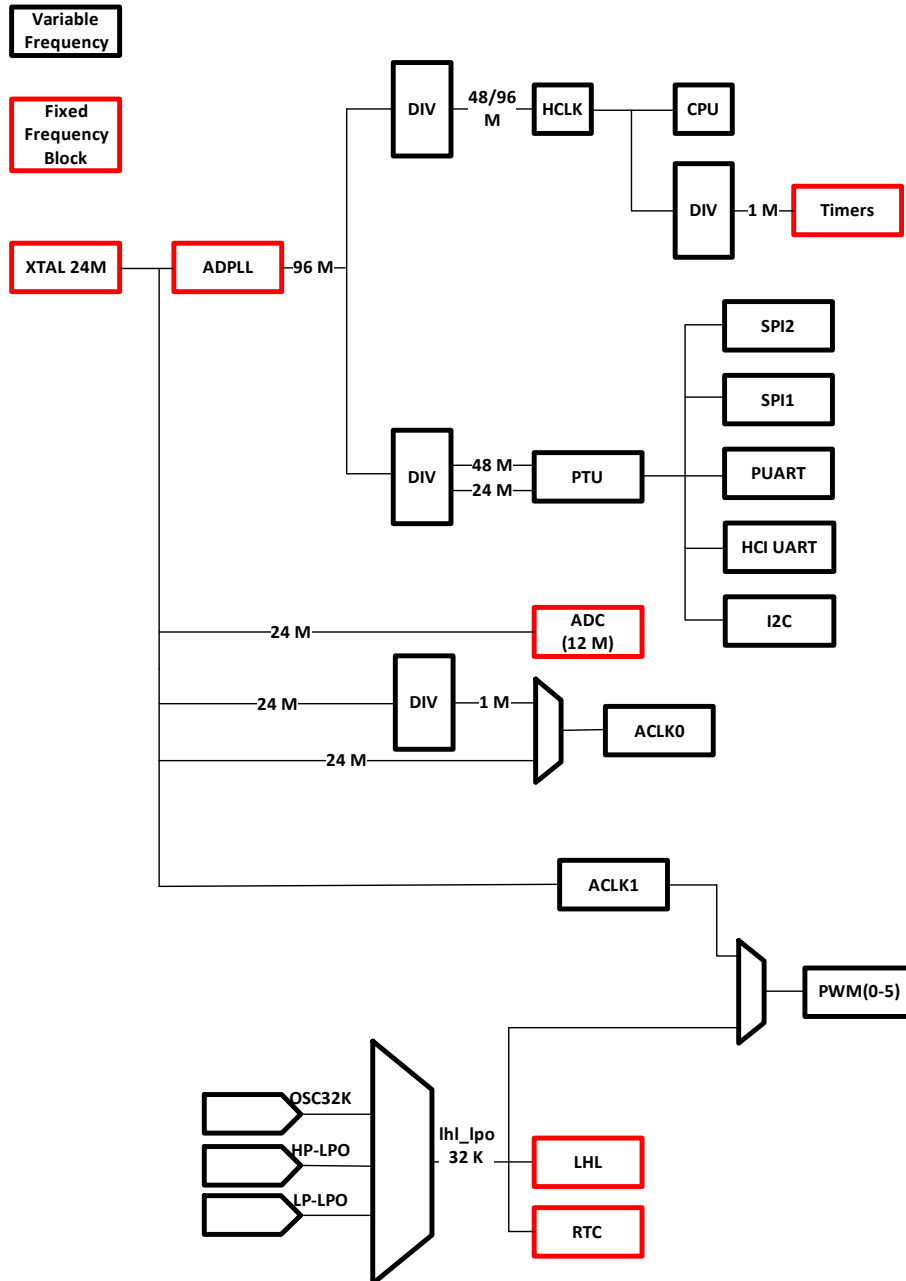 Variable
Frequency
Fixed
Frequency
Block
48/96
M
DIV
HCLK
CPU
DIV
1 M
Timers
XTAL 24M
ADPLL
96 M
SPI2
SPI1
DIV
48 M
24 M
PTU
PUART
HCI UART
I2C
24 M
ADC
(12 M)
24 M
DIV
1 M
ACLK0
24 M
ACLK1
PWM(0-5)
OSC32K
HP-LPO
LP-LPO
lhl_lpo
32 K
LHL
RTC